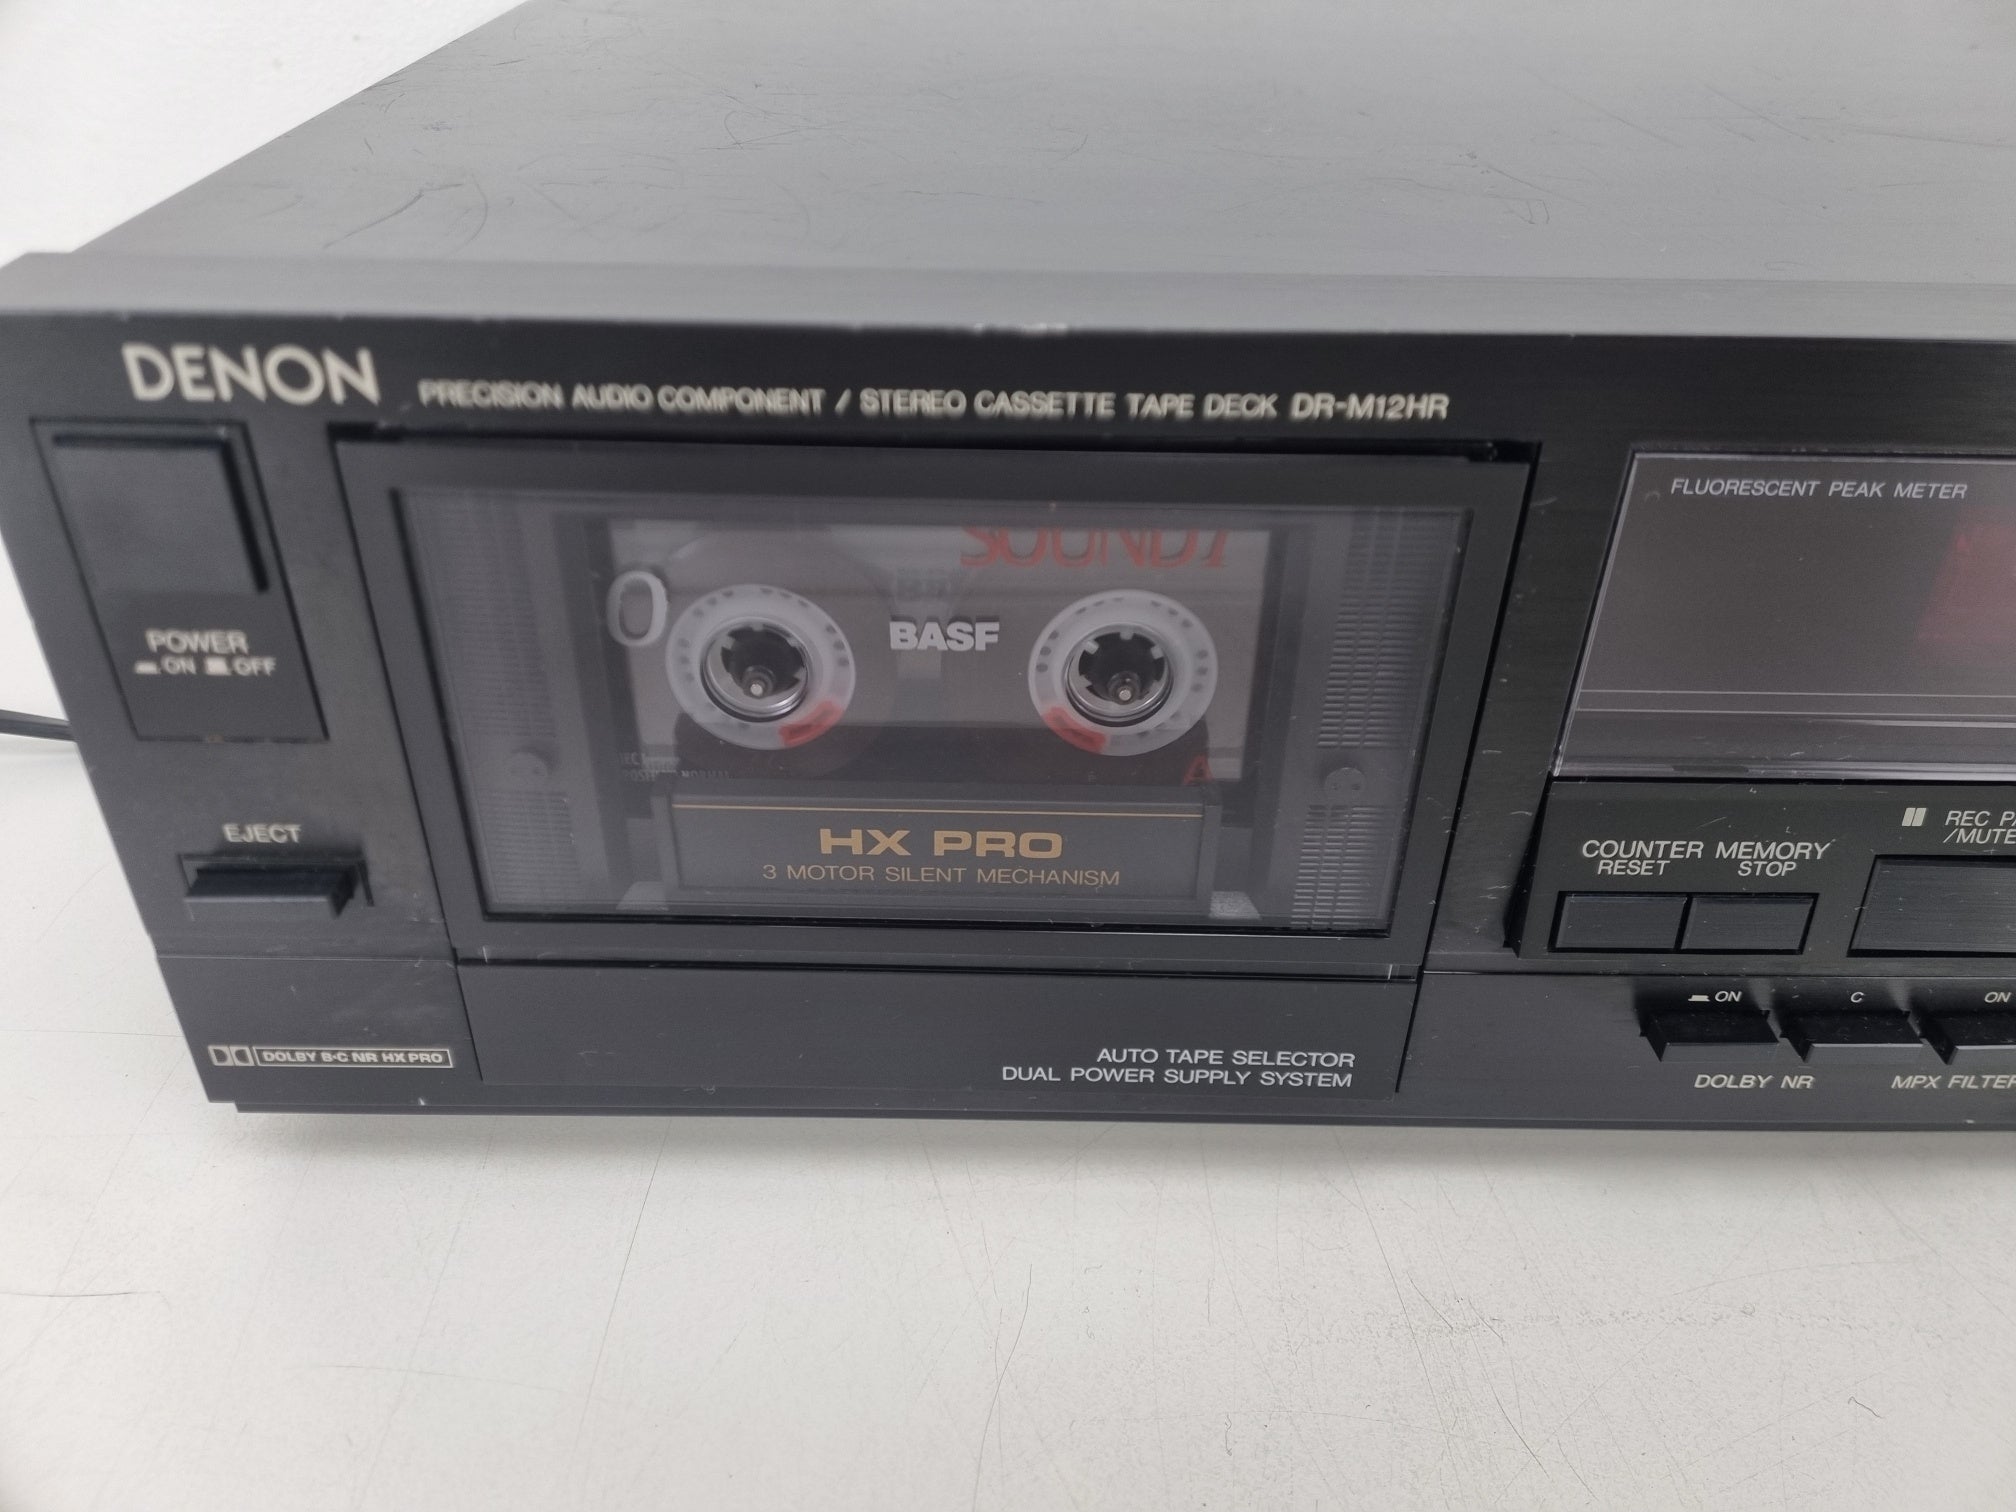 DENON
PRECISION AUDIO COMPONENT / STEREO CASSETTE TAPE DECK DR-M12HR
FLUORESCENT PEAK METER
POWER
ON OFF
EJECT
BASF
A
HX PRO
3 MOTOR SILENT MECHANISM
COUNTER
RESET
MEMORY
STOP
REC
/MUTE
DOLBY B·C NR HX PRO
AUTO TAPE SELECTOR
DUAL POWER SUPPLY SYSTEM
ON
C
ON
DOLBY NR
MPX FILTER